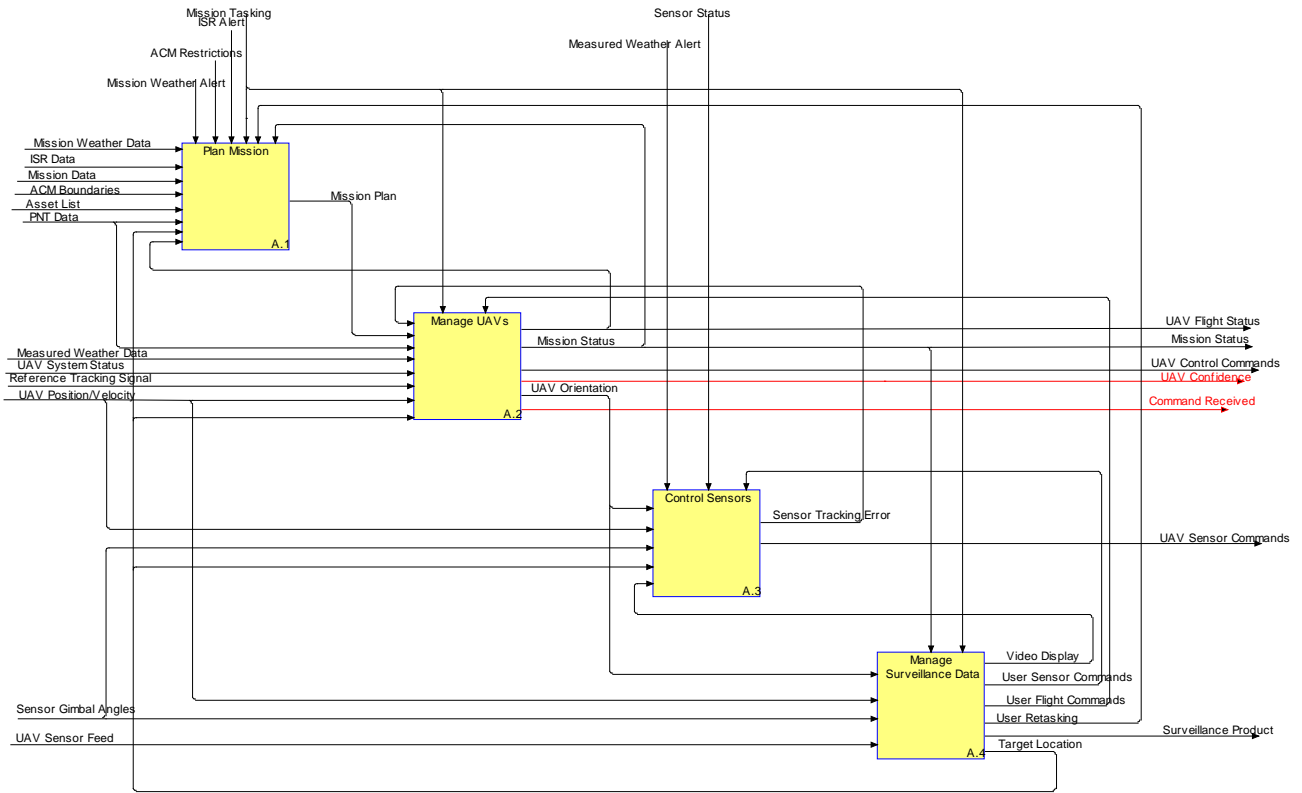 Mission Tasking
ISR Alert
Sensor Status
Measured Weather Alert
ACM Restrictions
Mission Weather Alert
Mission Weather Data
ISR Data
Mission Data
ACM Boundaries
Asset List
PNT Data
Plan Mission
A.1
Mission Plan
Manage UAVs
A.2
Measured Weather Data
UAV System Status
Reference Tracking Signal
UAV Position/Velocity
Mission Status
UAV Orientation
UAV Flight Status
Mission Status
UAV Control Commands
UAV Confidence
Command Received
Control Sensors
A.3
Sensor Tracking Error
UAV Sensor Commands
Manage
Surveillance Data
A.4
Video Display
User Sensor Commands
User Flight Commands
User Retasking
Surveillance Product
Target Location
Sensor Gimbal Angles
UAV Sensor Feed